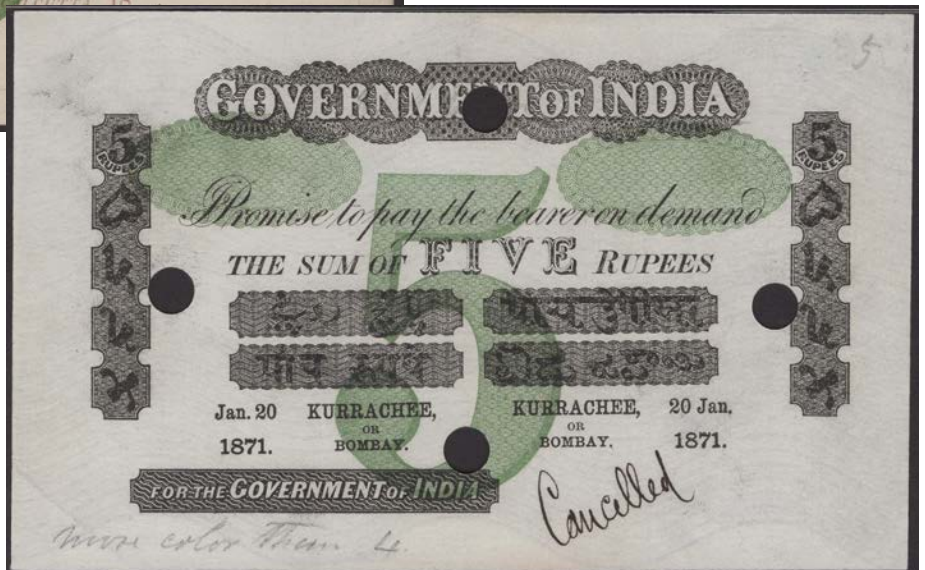 5
GOVERNMENT OF INDIA
5 RUPEES
5 RUPEES
Promise to pay the bearer on demand
THE SUM OF FIVE RUPEES
5
Jan. 20 KURRACHEE, KURRACHEE, 20 Jan.
OR OR
1871. BOMBAY. BOMBAY. 1871.
FOR THE GOVERNMENT OF INDIA
Cancelled
more color than 4.